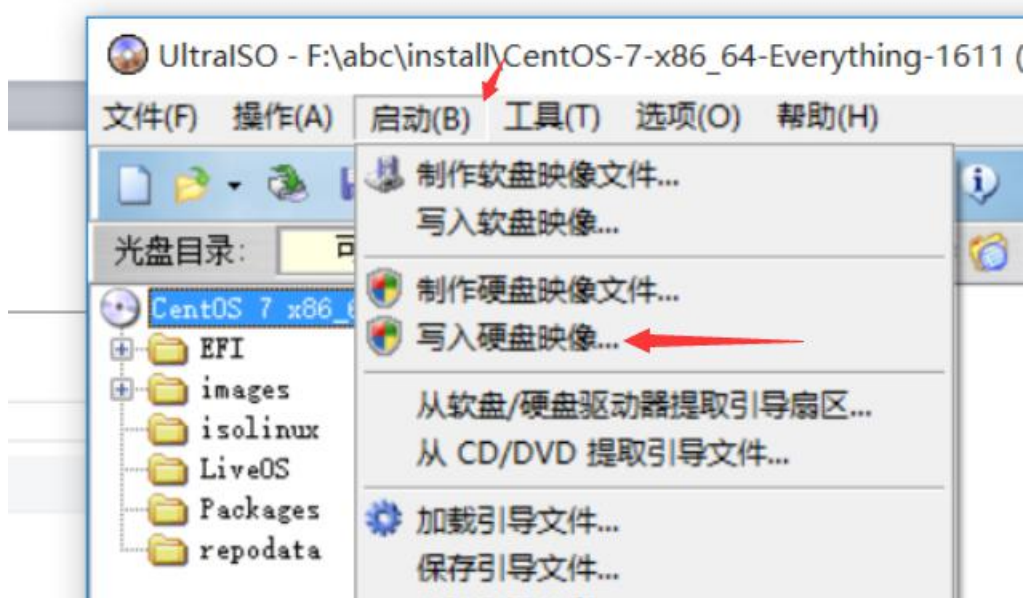 UltraISO - F:\abc\install\CentOS-7-x86_64-Everything-1611 (
文件(F) 操作(A) 启动(B) 工具(T) 选项(O) 帮助(H)
制作软盘映像文件...
写入软盘映像...
光盘目录: 可
制作硬盘映像文件...
CentOS 7 x86_6
写入硬盘映像...
EFI
images
从软盘/硬盘驱动器提取引导扇区...
isolinux
从 CD/DVD 提取引导文件...
LiveOS
Packages
加载引导文件...
repodata
保存引导文件...